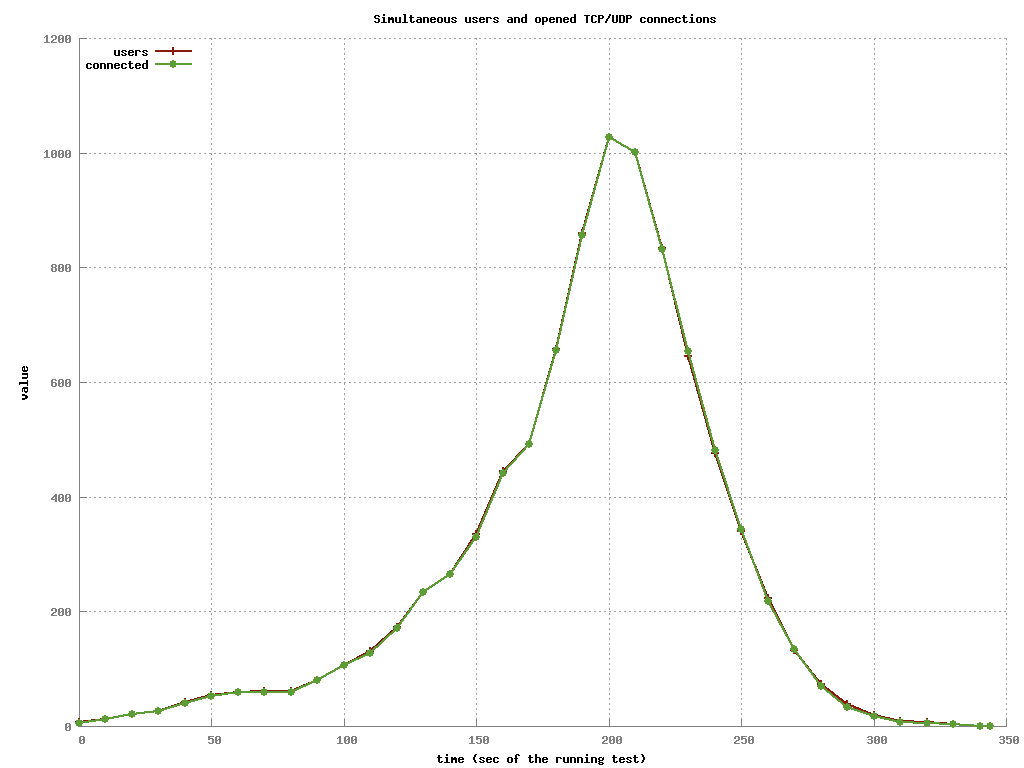 Simultaneous users and opened TCP/UDP connections
1200
users
connected
1000
800
600
value
400
200
0
0 50 100 150 200 250 300 350
time (sec of the running test)